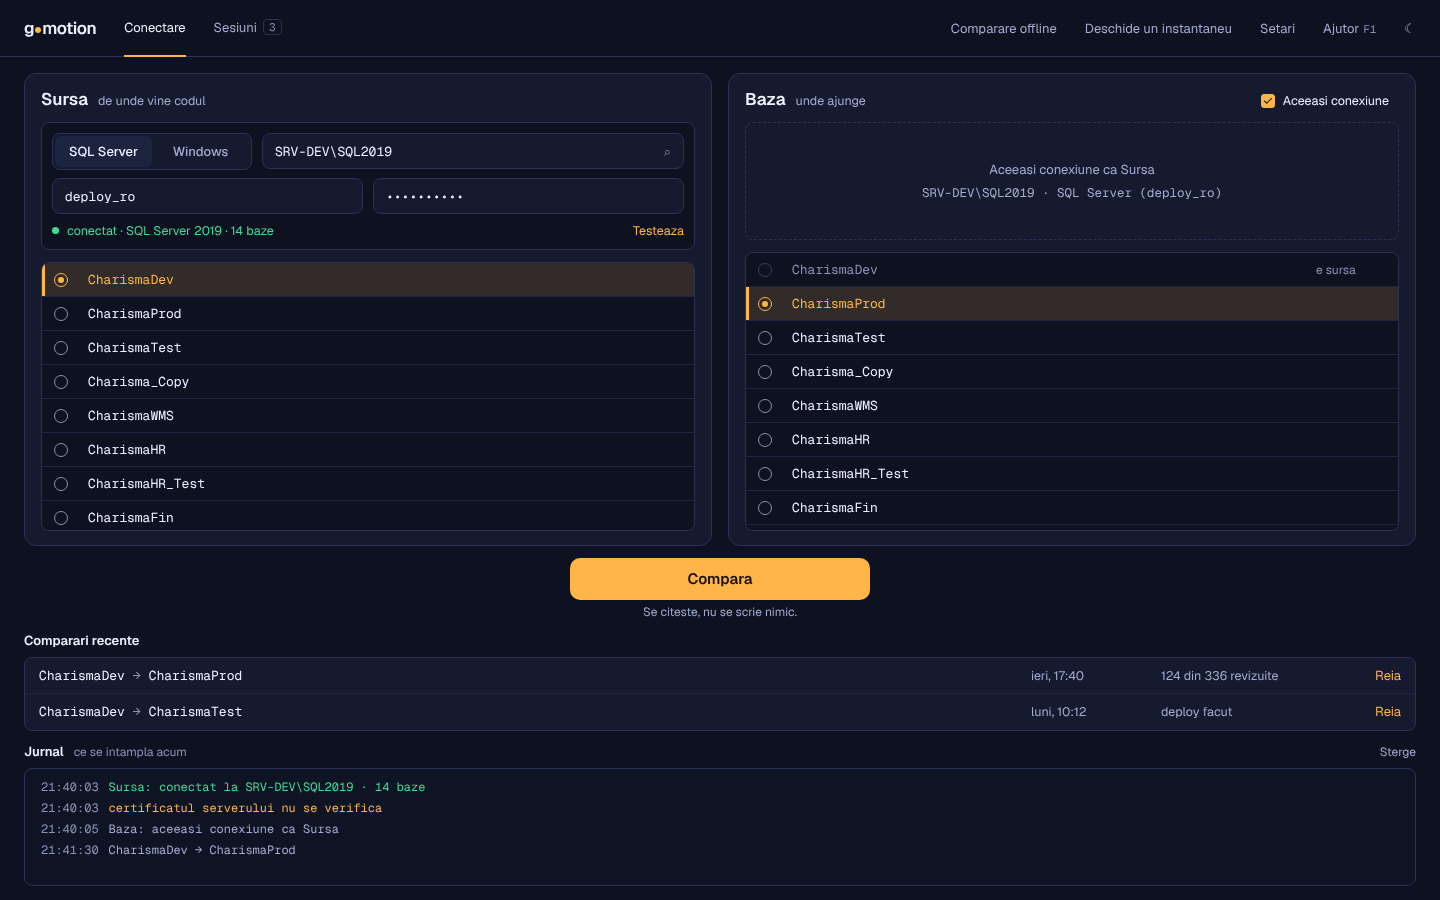 g•motion Conectare Sesiuni 3 Comparare offline Deschide un instantaneu Setari Ajutor F1
Sursa de unde vine codul
SQL Server Windows SRV-DEV\SQL2019
deploy_ro ••••••••••
conectat · SQL Server 2019 · 14 baze Testeaza
CharismaDev
CharismaProd
CharismaTest
Charisma_Copy
CharismaWMS
CharismaHR
CharismaHR_Test
CharismaFin
Baza unde ajunge Aceeasi conexiune
Aceeasi conexiune ca Sursa
SRV-DEV\SQL2019 · SQL Server (deploy_ro)
CharismaDev e sursa
CharismaProd
CharismaTest
Charisma_Copy
CharismaWMS
CharismaHR
CharismaHR_Test
CharismaFin
Compara
Se citeste, nu se scrie nimic.
Comparari recente
CharismaDev → CharismaProd ieri, 17:40 124 din 336 revizuite Reia
CharismaDev → CharismaTest luni, 10:12 deploy facut Reia
Jurnal ce se intampla acum Sterge
21:40:03 Sursa: conectat la SRV-DEV\SQL2019 · 14 baze
21:40:03 certificatul serverului nu se verifica
21:40:05 Baza: aceeasi conexiune ca Sursa
21:41:30 CharismaDev → CharismaProd